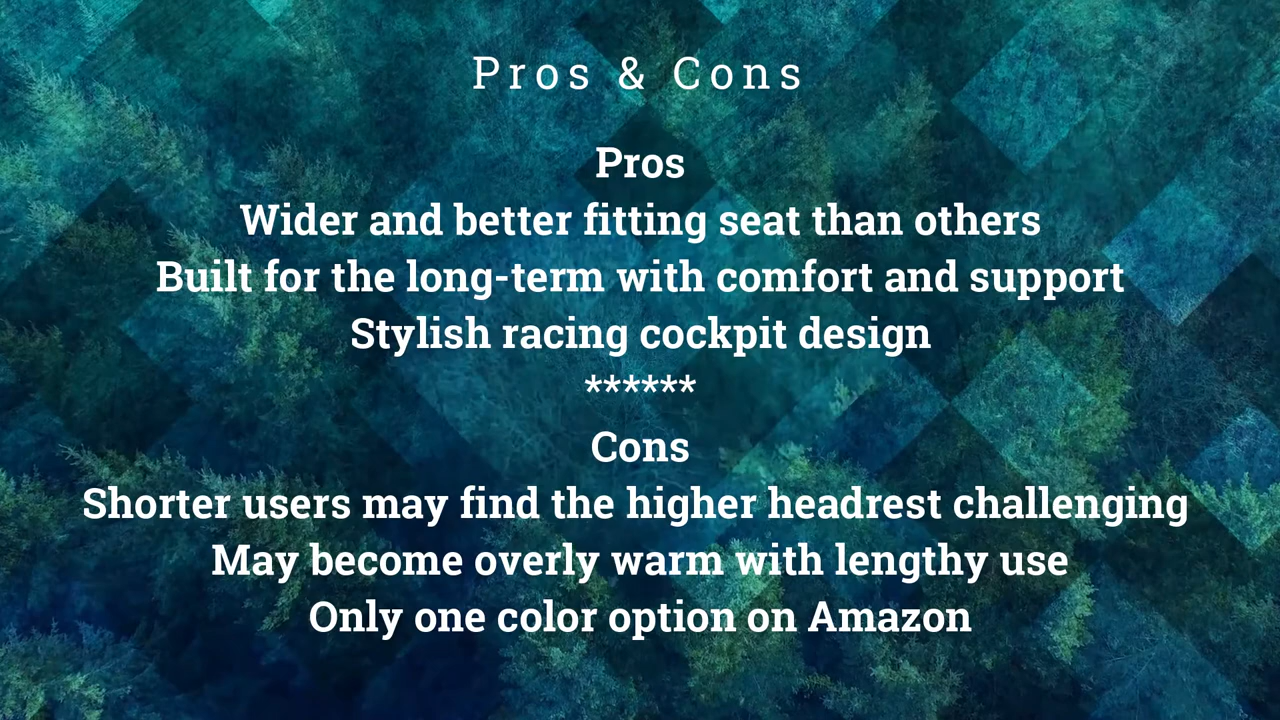 Pros & Cons
Pros
Wider and better fitting seat than others
Built for the long-term with comfort and support
Stylish racing cockpit design
******
Cons
Shorter users may find the higher headrest challenging
May become overly warm with lengthy use
Only one color option on Amazon